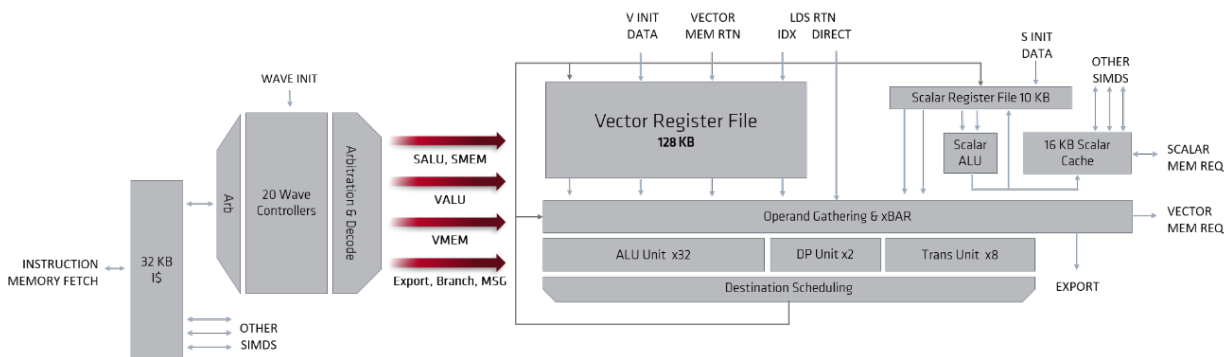 V INIT
DATA
VECTOR
MEM RTN
LDS RTN
IDX DIRECT
S INIT
DATA
OTHER
SIMDS
WAVE INIT
Arb
20 Wave
Controllers
Arbitration & Decode
SALU, SMEM
VALU
VMEM
Export, Branch, MSG
Vector Register File
128 KB
Scalar Register File 10 KB
Scalar
ALU
16 KB Scalar
Cache
SCALAR
MEM REQ
Operand Gathering & xBAR
VECTOR
MEM REQ
ALU Unit x32
DP Unit x2
Trans Unit x8
Destination Scheduling
EXPORT
INSTRUCTION
MEMORY FETCH
32 KB
I$
OTHER
SIMDS